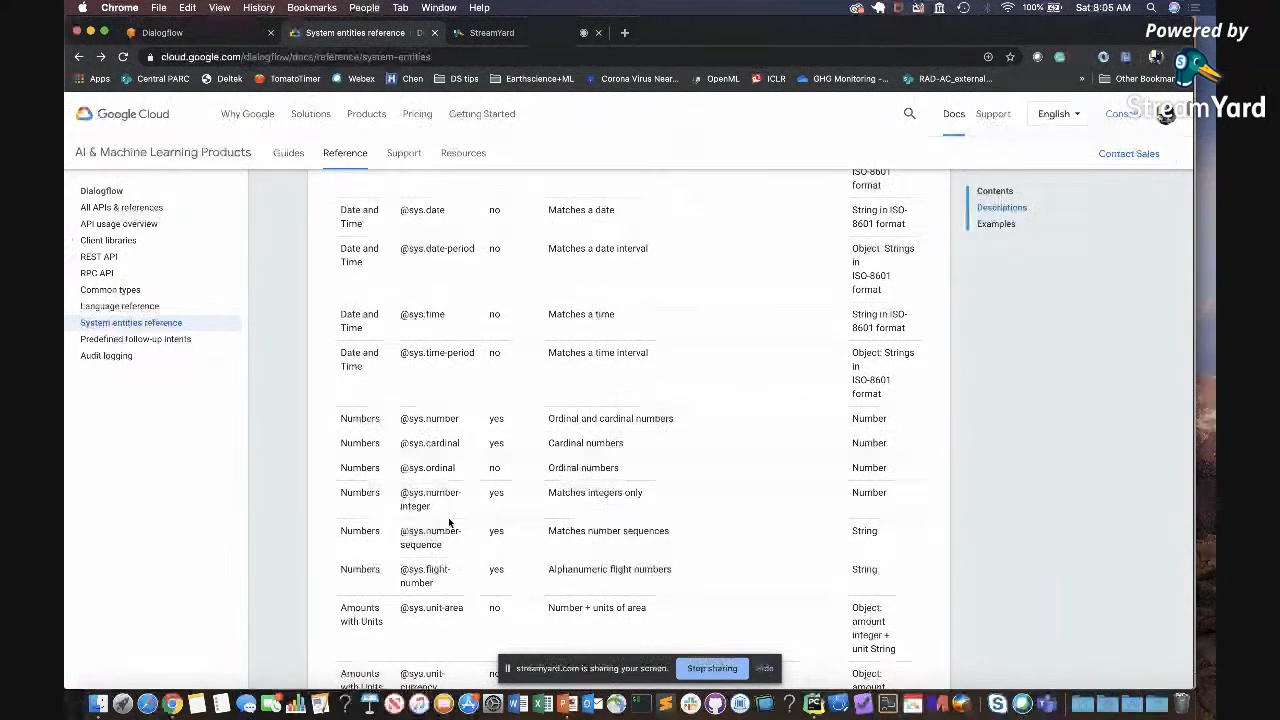 Chrome File Edit View History Bookmarks People Tab Window Help 100% Sat 8:05 AM
Powered by
StreamYard
Dialogflow System entities reference StreamYard
cloud.google.com/dialogflow/docs/reference/system-entities
Apps Central PARC Deltek TomatoTimer Webex Chen DS tips Earthscience+ML Corona Virus Near... OpenML ICLR GHG Monitoring -... RAD-AC_external... » Other Bookmar
Google Cloud Why Google Solutions Products Pricing Getting Started Docs Support English Cons
AI & Machine Learning Products Guides Reference Support Resources Contact Sales
Dialogflow
All APIs & references
API usage overview
Client libraries
REST API
RPC API
Common types
Language reference
System entities reference
Predefined follow-up intents
Audit logging
ISO-8601
format
Date and Time @sys.date no Matches a date String in ISO-
8601 format
Date and Time @sys.date-period no Matches a date interval Object: Strings
in
ISO-8601
format
Date and Time @sys.time no Matches a time String in ISO-
8601 format
Date and Time @sys.time-period no Matches a time interval Object: Strings
in
ISO-8601
format
Numbers @sys.number yes Ordinal and cardinal numbers Number
Numbers @sys.cardinal yes Cardinal numbers Number
Numbers @sys.ordinal no Ordinal numbers Number
Numbers @sys.number-integer yes Matches integers only Number
Numbers @sys.number-sequence yes Matches number sequences String
Numbers @sys.flight-number yes Alphanumeric flight numbers String
Amounts with Units @sys.unit-area no Number + units of area Object:
amount
integer +
unit String
Amounts with Units @sys.unit-currency no Object:
amount
Contents
Descriptions
Examples
streamyard.com is sharing your screen. Stop sharing Hide